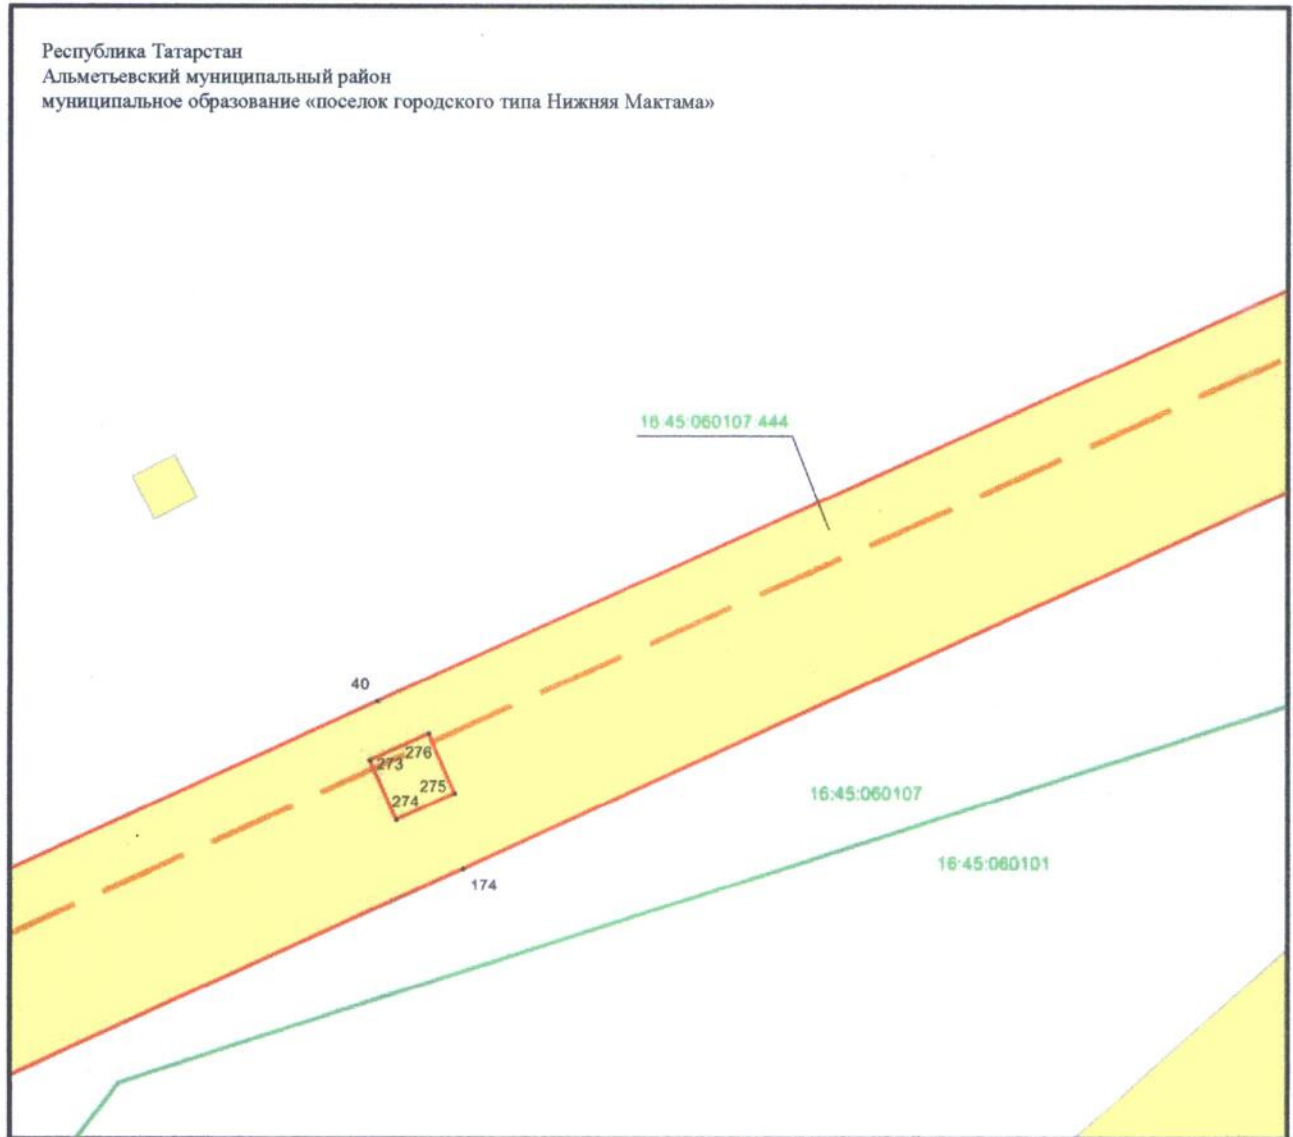 Республика Татарстан
Альметьевский муниципальный район
муниципальное образование «поселок городского типа Нижняя Мактама»
16 45:060107 444
40
276
273
275
274
174
16:45:060107
16:45:060101